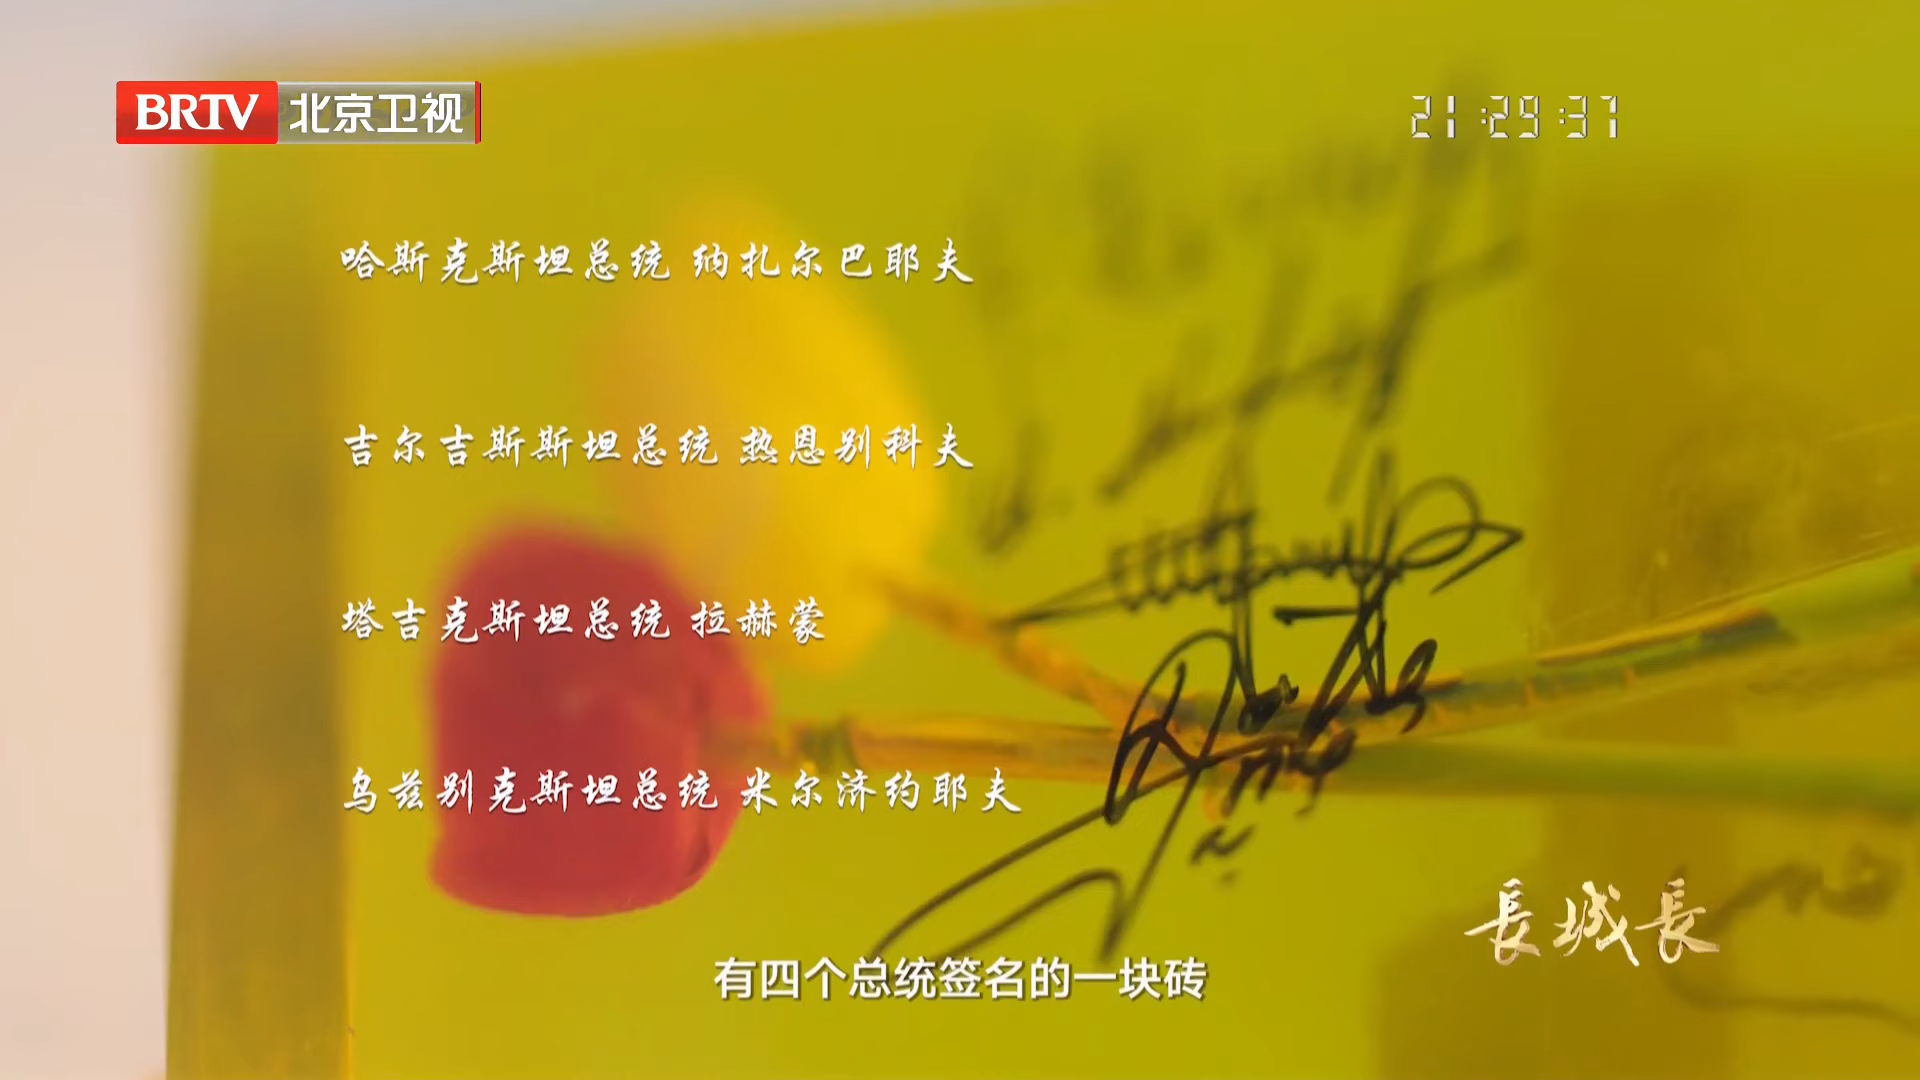 BRTV 北京卫视
21:29:37
哈斯克斯坦总统 纳扎尔巴耶夫
吉尔吉斯斯坦总统 热恩别科夫
塔吉克斯坦总统 拉赫蒙
乌兹别克斯坦总统 米尔济约耶夫
長城長
有四个总统签名的一块砖